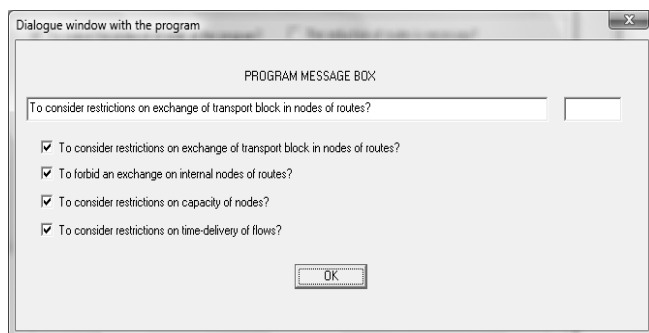 Dialogue window with the program
X
PROGRAM MESSAGE BOX
To consider restrictions on exchange of transport block in nodes of routes?
To consider restrictions on exchange of transport block in nodes of routes?
To forbid an exchange on internal nodes of routes?
To consider restrictions on capacity of nodes?
To consider restrictions on time-delivery of flows?
OK